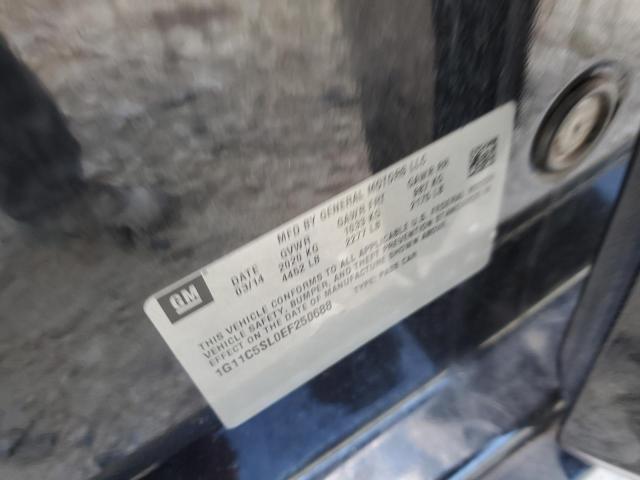 GM
MFD BY GENERAL MOTORS LLC
DATE GVWR GAWR FRT GAWR RR
03/14 2020 KG 1033 KG 987 KG
4452 LB 2277 LB 2175 LB
THIS VEHICLE CONFORMS TO ALL APPLICABLE U.S. FEDERAL MOTOR
VEHICLE SAFETY, BUMPER, AND THEFT PREVENTION STANDARDS IN
EFFECT ON THE DATE OF MANUFACTURE SHOWN ABOVE.
1G11C5SL0EF250688 TYPE: PASS CAR